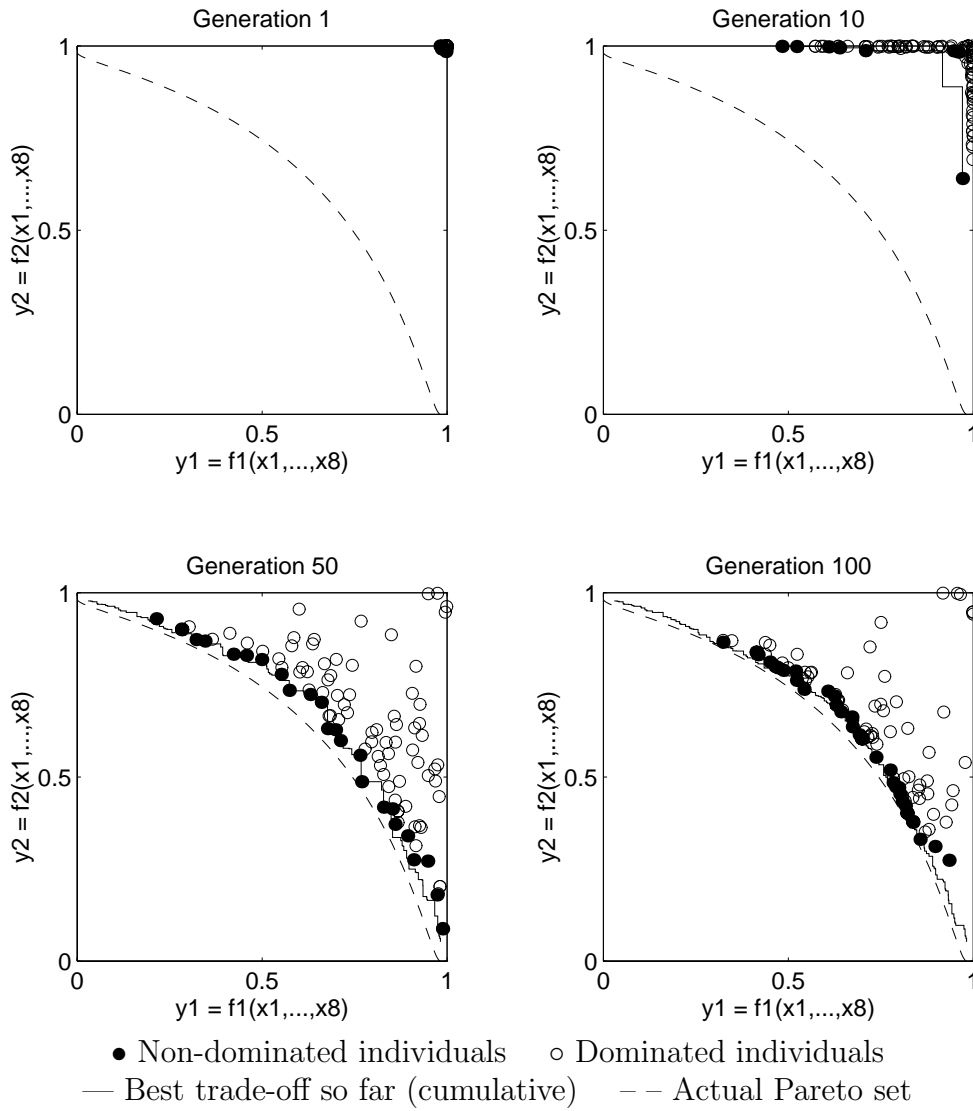 Generation 1
Generation 10
1
0.5
0
0
0.5
1
y1 = f1(x1,...,x8)
y2 = f2(x1,...,x8)
1
0.5
0
0
0.5
1
y1 = f1(x1,...,x8)
y2 = f2(x1,...,x8)
Generation 50
Generation 100
1
0.5
0
0
0.5
1
y1 = f1(x1,...,x8)
y2 = f2(x1,...,x8)
1
0.5
0
0
0.5
1
y1 = f1(x1,...,x8)
y2 = f2(x1,...,x8)
● Non-dominated individuals ○ Dominated individuals
— Best trade-off so far (cumulative) – – Actual Pareto set